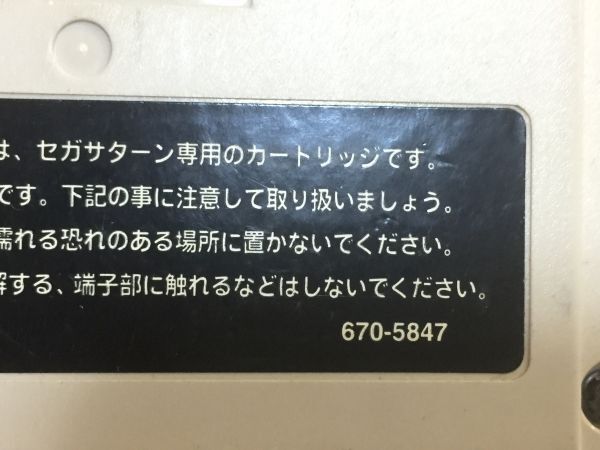 は、セガサターン専用のカートリッジです。
です。下記の事に注意して取り扱いましょう。
濡れる恐れのある場所に置かないでください。
解する、端子部に触れるなどはしないでください。
670-5847